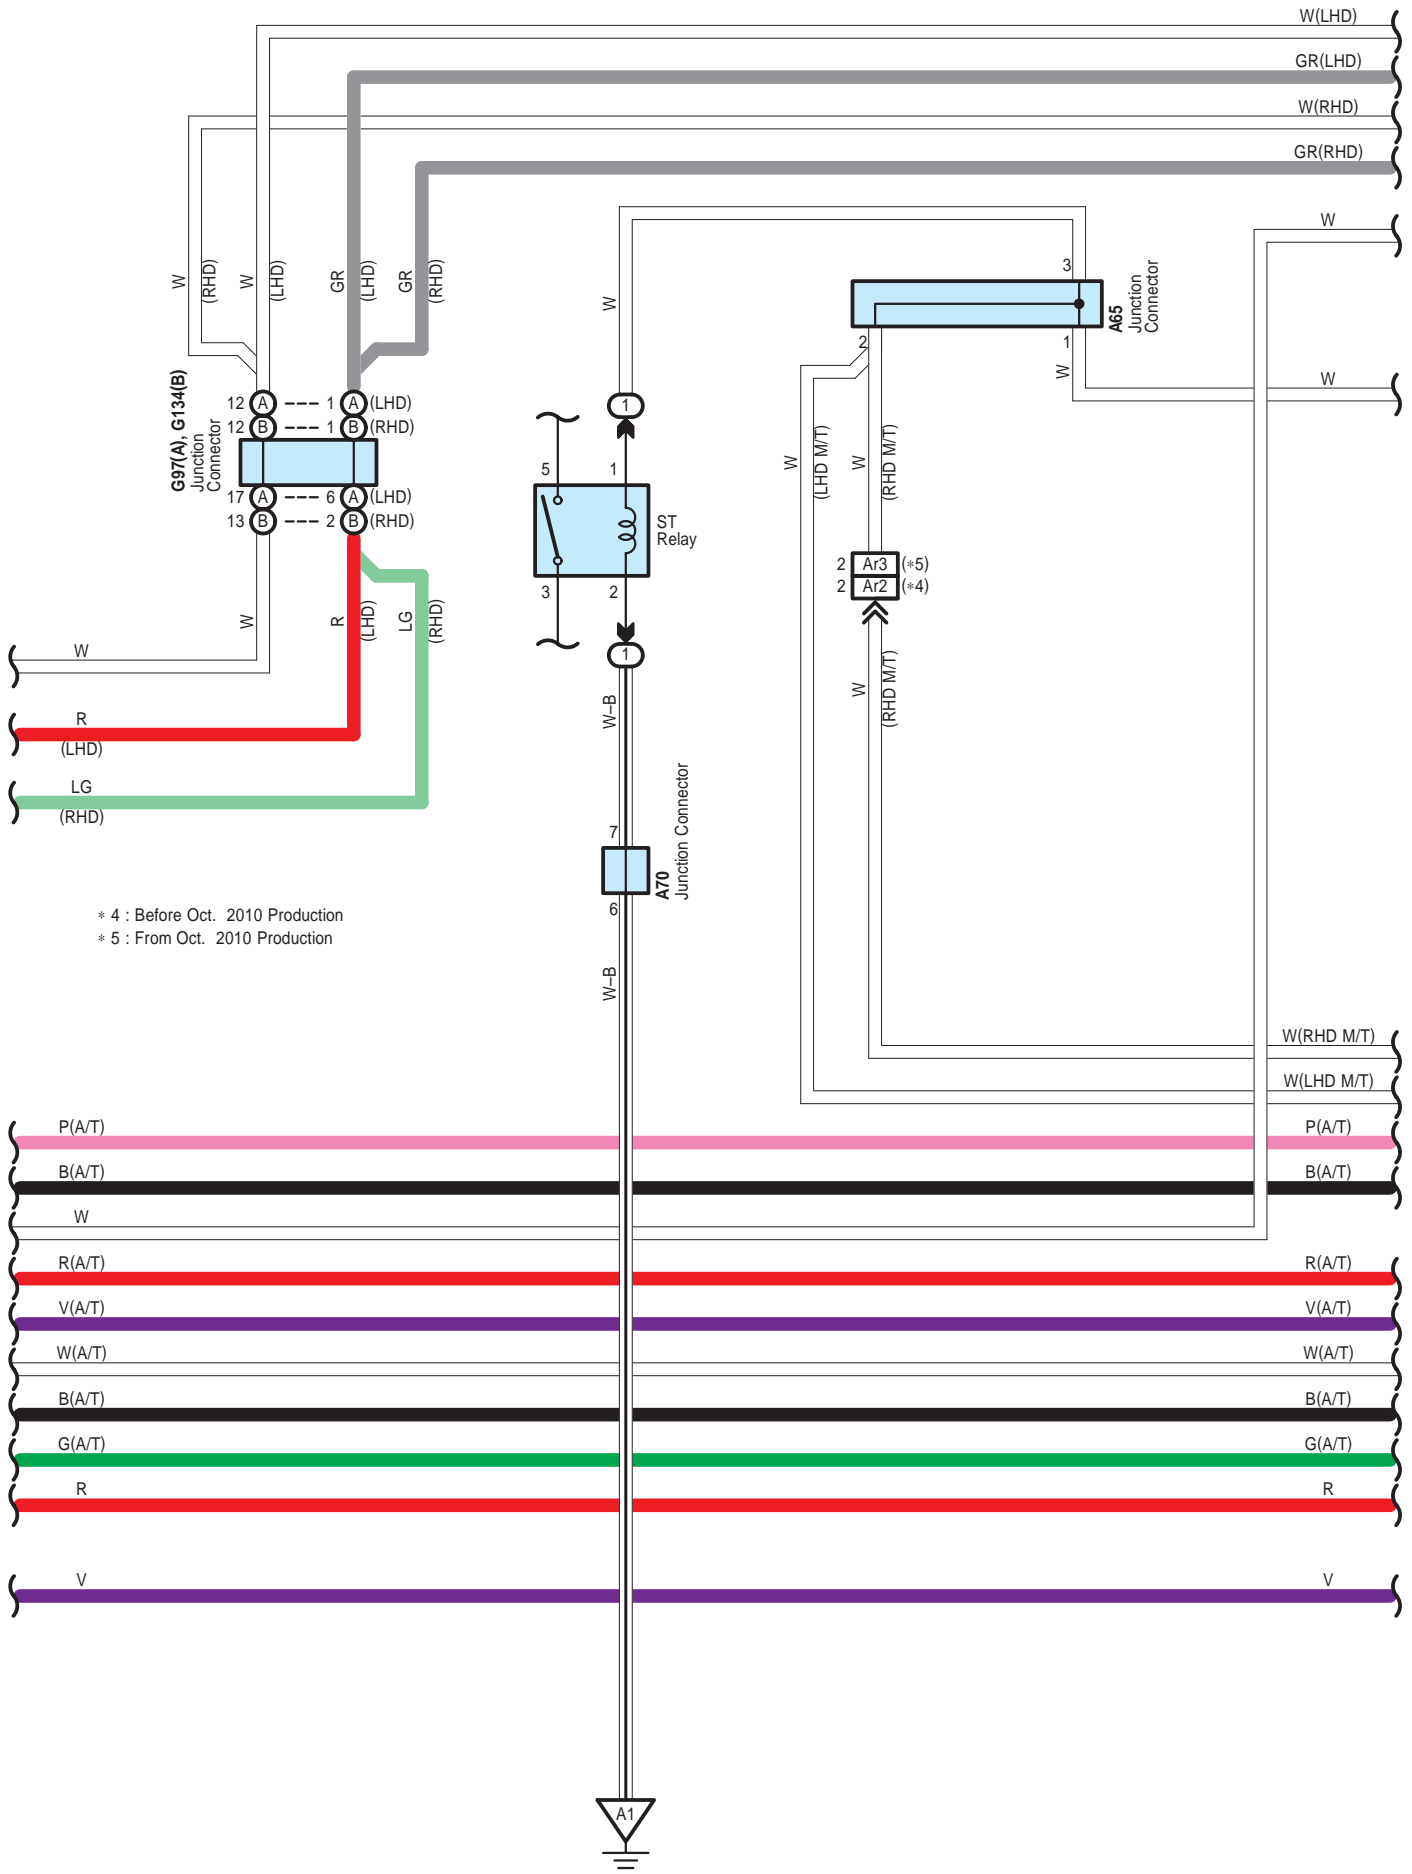 W(LHD)
GR(LHD)
W(RHD)
GR(RHD)
W
W
(RHD)
W
(LHD)
GR
(LHD)
GR
(RHD)
W
3
A65
Junction
Connector
2
1
W
W
G97(A), G134(B)
Junction
Connector
12 A 1 A (LHD)
12 B 1 B (RHD)
17 A 6 A (LHD)
13 B 2 B (RHD)
1
5
1
ST
Relay
3
2
1
W
(LHD M/T)
W
(RHD M/T)
2 Ar3 (*5)
2 Ar2 (*4)
W
(RHD M/T)
W
R
(LHD)
LG
(RHD)
W
R
(LHD)
LG
(RHD)
W–B
7
A70
Junction Connector
6
W–B
* 4 : Before Oct. 2010 Production
* 5 : From Oct. 2010 Production
W(RHD M/T)
W(LHD M/T)
P(A/T)
P(A/T)
B(A/T)
B(A/T)
W
R(A/T)
R(A/T)
V(A/T)
V(A/T)
W(A/T)
W(A/T)
B(A/T)
B(A/T)
G(A/T)
G(A/T)
R
R
V
V
A1